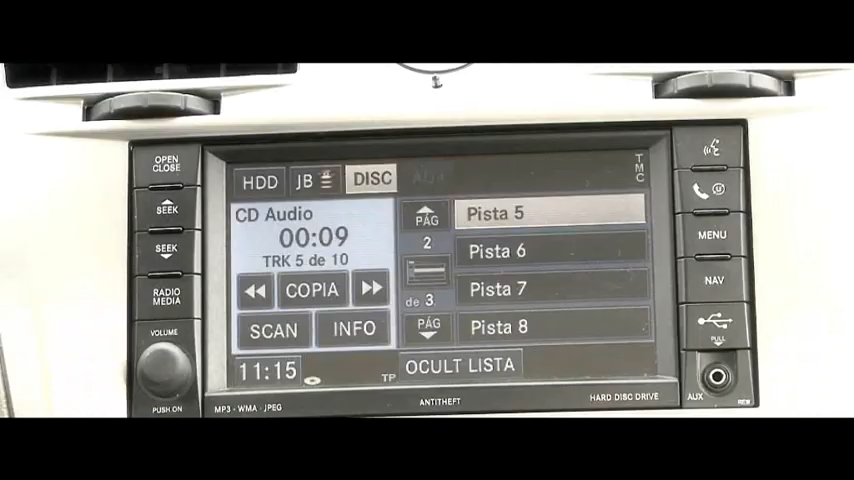 OPEN
CLOSE
SEEK
SEEK
RADIO
MEDIA
VOLUME
PUSH ON
HDD
JB
DISC
AUX
TMC
CD Audio
00:09
TRK 5 de 10
COPIA
SCAN
INFO
11:15
PÁG
2
de 3
PÁG
Pista 5
Pista 6
Pista 7
Pista 8
TP
OCULT LISTA
MP3 - WMA - JPEG
ANTITHEFT
HARD DISC DRIVE
MENU
NAV
PULL
AUX